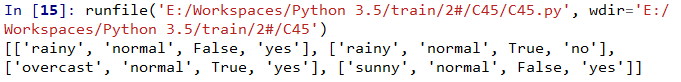 In [15]: runfile('E:/Workspaces/Python 3.5/train/2#/C45/C45.py', wdir='E:/
Workspaces/Python 3.5/train/2#/C45')
[['rainy', 'normal', False, 'yes'], ['rainy', 'normal', True, 'no'],
['overcast', 'normal', True, 'yes'], ['sunny', 'normal', False, 'yes']]